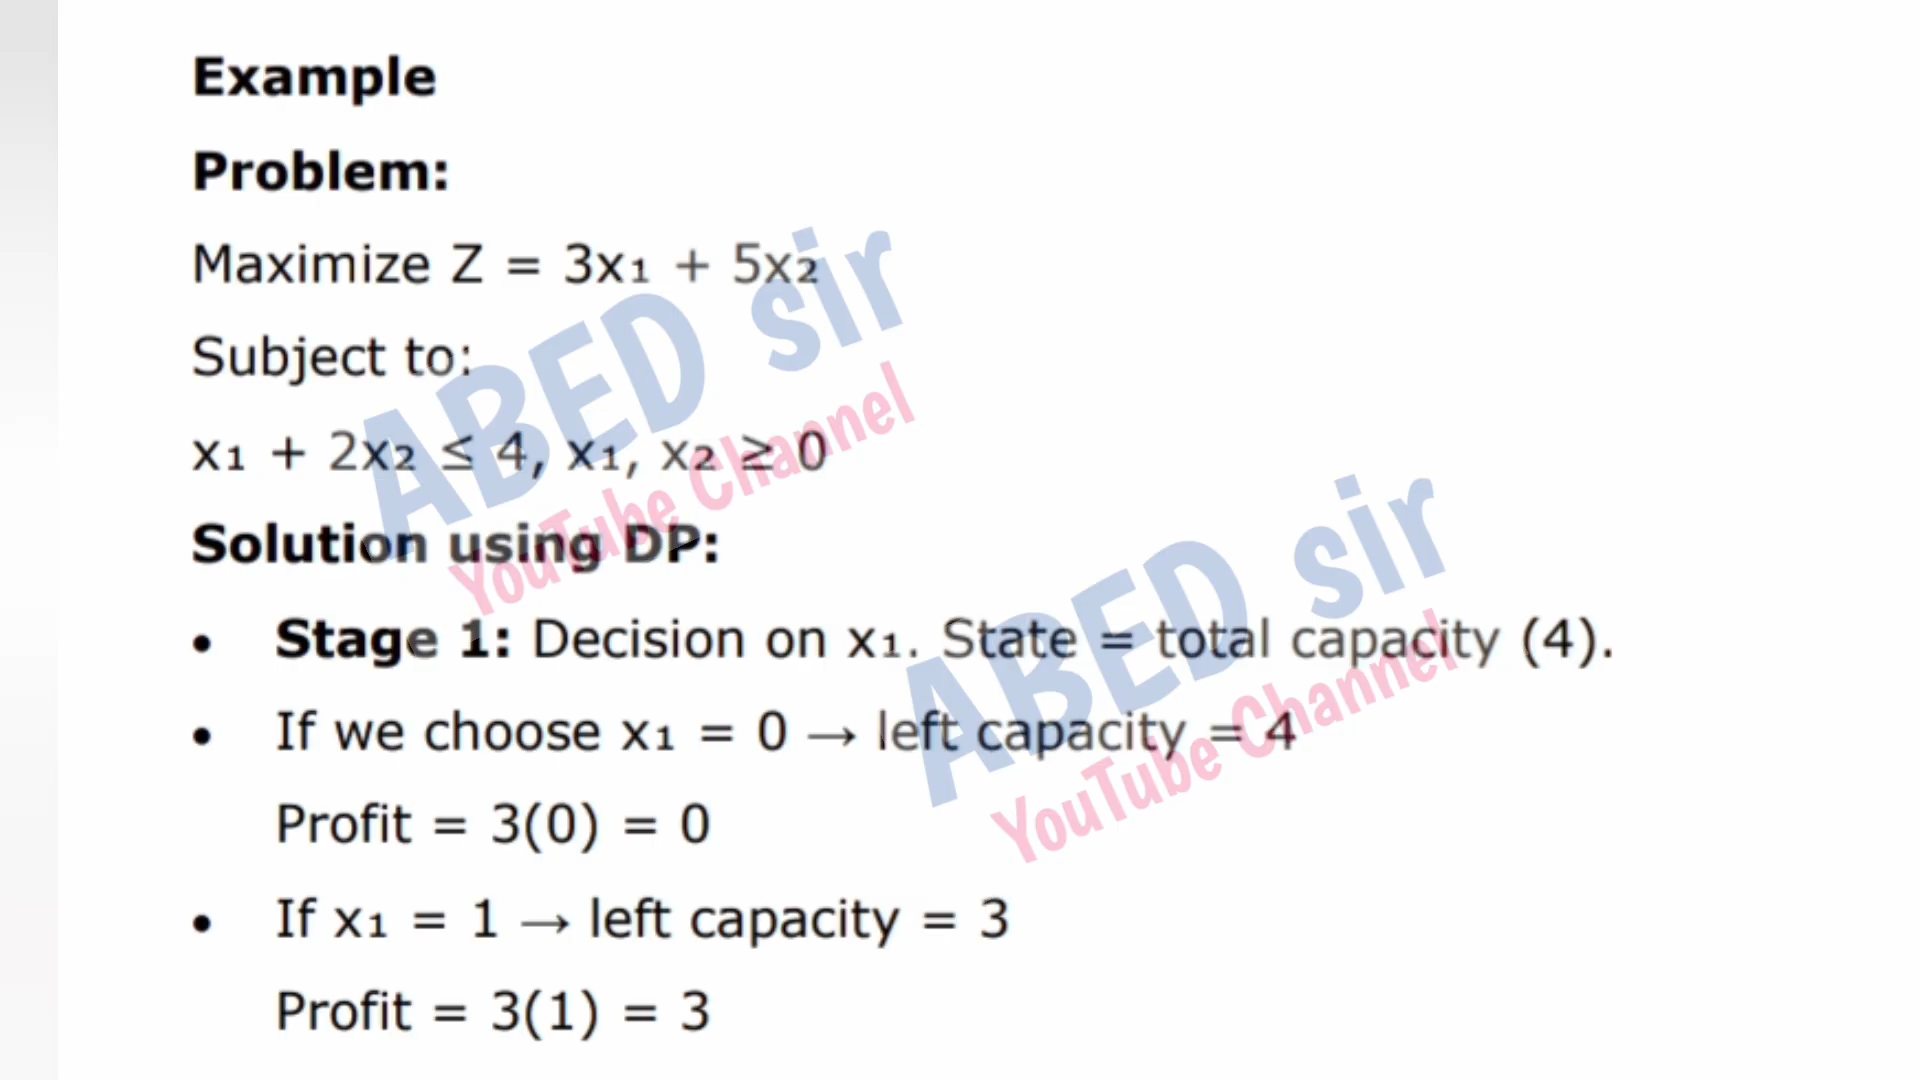 Example
Problem:
Maximize Z = 3x₁ + 5x₂
Subject to:
x₁ + 2x₂ ≤ 4, x₁, x₂ ≥ 0
Solution using DP:
• Stage 1: Decision on x₁. State = total capacity (4).
• If we choose x₁ = 0 → left capacity = 4
Profit = 3(0) = 0
• If x₁ = 1 → left capacity = 3
Profit = 3(1) = 3
ABED sir
YouTube Channel
ABED sir
YouTube Channel